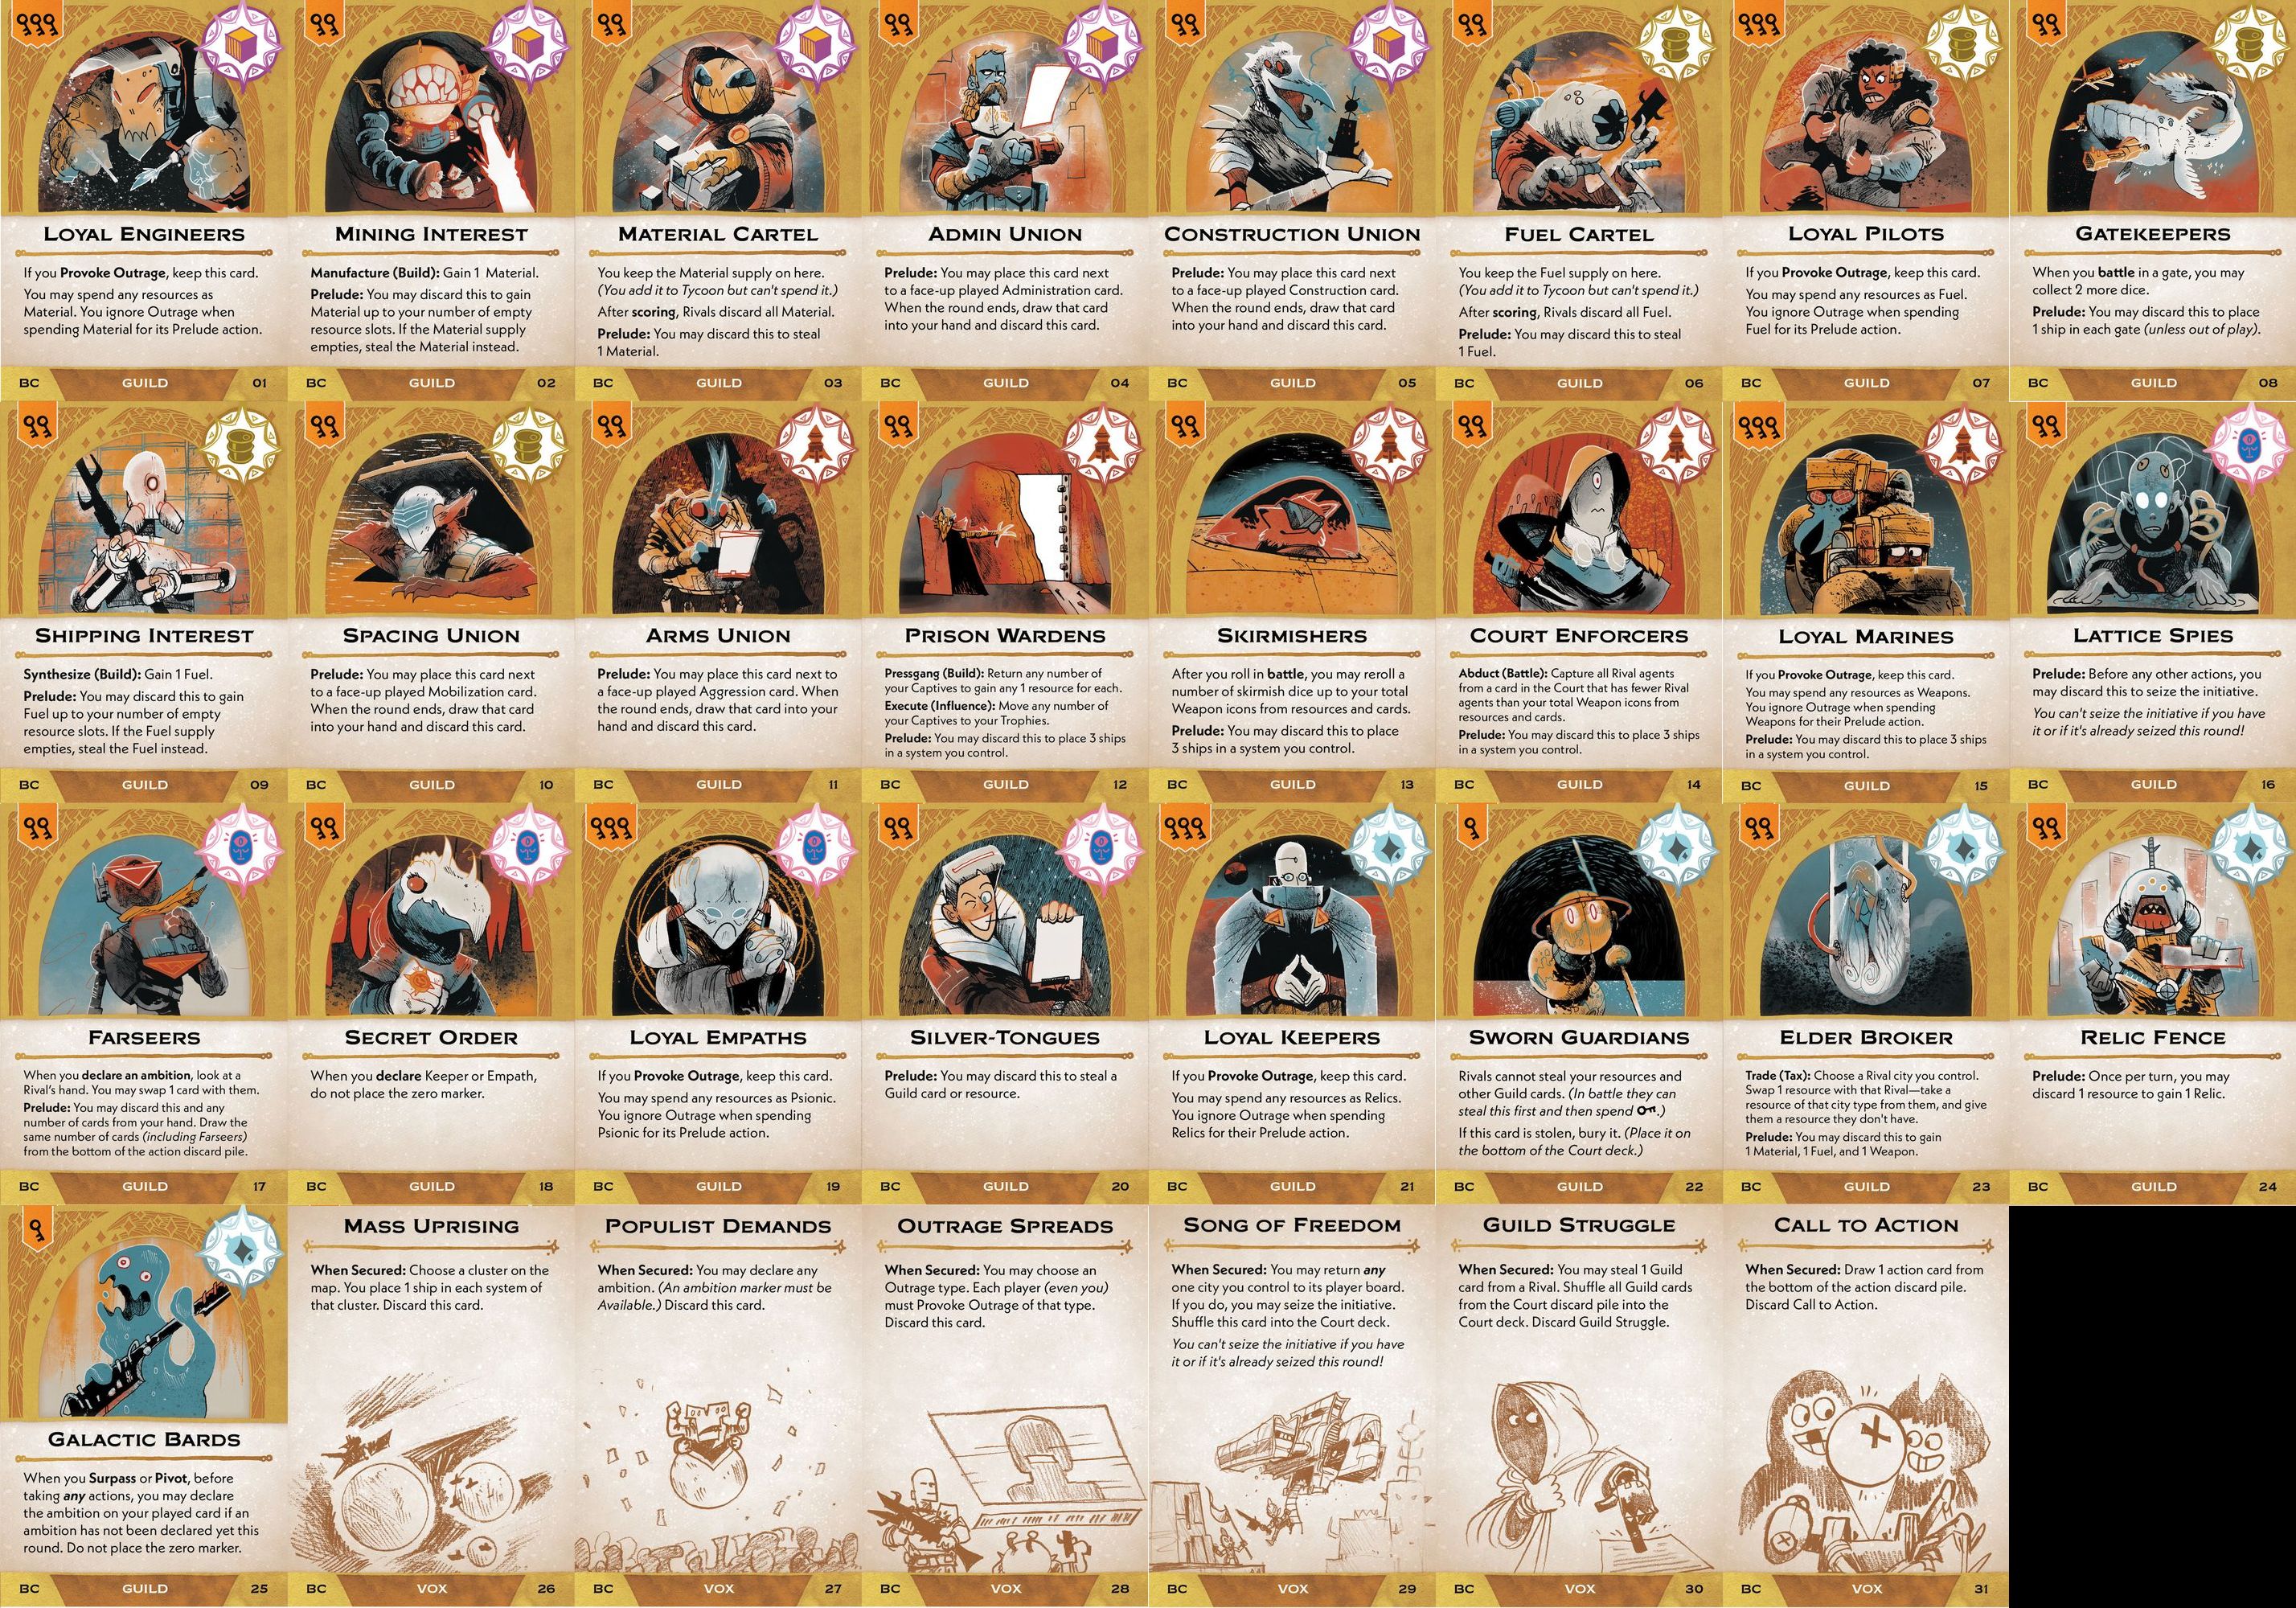 LOYAL ENGINEERS
If you Provoke Outrage, keep this card.
You may spend any resources as
Material. You ignore Outrage when
spending Material for its Prelude action.
BC GUILD 01
MINING INTEREST
Manufacture (Build): Gain 1 Material.
Prelude: You may discard this to gain
Material up to your number of empty
resource slots. If the Material supply
empties, steal the Material instead.
BC GUILD 02
MATERIAL CARTEL
You keep the Material supply on here.
(You add it to Tycoon but can't spend it.)
After scoring, Rivals discard all Material.
Prelude: You may discard this to steal
1 Material.
BC GUILD 03
ADMIN UNION
Prelude: You may place this card next
to a face-up played Administration card.
When the round ends, draw that card
into your hand and discard this card.
BC GUILD 04
CONSTRUCTION UNION
Prelude: You may place this card next
to a face-up played Construction card.
When the round ends, draw that card
into your hand and discard this card.
BC GUILD 05
FUEL CARTEL
You keep the Fuel supply on here.
(You add it to Tycoon but can't spend it.)
After scoring, Rivals discard all Fuel.
Prelude: You may discard this to steal
1 Fuel.
BC GUILD 06
LOYAL PILOTS
If you Provoke Outrage, keep this card.
You may spend any resources as Fuel.
You ignore Outrage when spending
Fuel for its Prelude action.
BC GUILD 07
GATEKEEPERS
When you battle in a gate, you may
collect 2 more dice.
Prelude: You may discard this to place
1 ship in each gate (unless out of play).
BC GUILD 08
SHIPPING INTEREST
Synthesize (Build): Gain 1 Fuel.
Prelude: You may discard this to gain
Fuel up to your number of empty
resource slots. If the Fuel supply
empties, steal the Fuel instead.
BC GUILD 09
SPACING UNION
Prelude: You may place this card next
to a face-up played Mobilization card.
When the round ends, draw that card
into your hand and discard this card.
BC GUILD 10
ARMS UNION
Prelude: You may place this card next to
a face-up played Aggression card. When
the round ends, draw that card into your
hand and discard this card.
BC GUILD 11
PRISON WARDENS
Pressgang (Build): Return any number of
your Captives to gain any 1 resource for each.
Execute (Influence): Move any number of
your Captives to your Trophies.
Prelude: You may discard this to place 3 ships
in a system you control.
BC GUILD 12
SKIRMISHERS
After you roll in battle, you may reroll a
number of skirmish dice up to your total
Weapon icons from resources and cards.
Prelude: You may discard this to place
3 ships in a system you control.
BC GUILD 13
COURT ENFORCERS
Abduct (Battle): Capture all Rival agents
from a card in the Court that has fewer Rival
agents than your total Weapon icons from
resources and cards.
Prelude: You may discard this to place 3 ships
in a system you control.
BC GUILD 14
LOYAL MARINES
If you Provoke Outrage, keep this card.
You may spend any resources as Weapons.
You ignore Outrage when spending
Weapons for their Prelude action.
Prelude: You may discard this to place 3 ships
in a system you control.
BC GUILD 15
LATTICE SPIES
Prelude: Before any other actions, you
may discard this to seize the initiative.
You can't seize the initiative if you have
it or if it's already seized this round!
BC GUILD 16
FARSEERS
When you declare an ambition, look at a
Rival's hand. You may swap 1 card with them.
Prelude: You may discard this and any
number of cards from your hand. Draw the
same number of cards (including Farseers)
from the bottom of the action discard pile.
BC GUILD 17
SECRET ORDER
When you declare Keeper or Empath,
do not place the zero marker.
BC GUILD 18
LOYAL EMPATHS
If you Provoke Outrage, keep this card.
You may spend any resources as Psionic.
You ignore Outrage when spending
Psionic for its Prelude action.
BC GUILD 19
SILVER-TONGUES
Prelude: You may discard this to steal a
Guild card or resource.
BC GUILD 20
LOYAL KEEPERS
If you Provoke Outrage, keep this card.
You may spend any resources as Relics.
You ignore Outrage when spending
Relics for their Prelude action.
BC GUILD 21
SWORN GUARDIANS
Rivals cannot steal your resources and
other Guild cards. (In battle they can
steal this first and then spend .)
If this card is stolen, bury it. (Place it on
the bottom of the Court deck.)
BC GUILD 22
ELDER BROKER
Trade (Tax): Choose a Rival city you control.
Swap 1 resource with that Rival—take a
resource of that city type from them, and give
them a resource they don't have.
Prelude: You may discard this to gain
1 Material, 1 Fuel, and 1 Weapon.
BC GUILD 23
RELIC FENCE
Prelude: Once per turn, you may
discard 1 resource to gain 1 Relic.
BC GUILD 24
GALACTIC BARDS
When you Surpass or Pivot, before
taking any actions, you may declare
the ambition on your played card if an
ambition has not been declared yet this
round. Do not place the zero marker.
BC GUILD 25
MASS UPRISING
When Secured: Choose a cluster on the
map. You place 1 ship in each system of
that cluster. Discard this card.
BC VOX 26
POPULIST DEMANDS
When Secured: You may declare any
ambition. (An ambition marker must be
Available.) Discard this card.
BC VOX 27
OUTRAGE SPREADS
When Secured: You may choose an
Outrage type. Each player (even you)
must Provoke Outrage of that type.
Discard this card.
BC VOX 28
SONG OF FREEDOM
When Secured: You may return any
one city you control to its player board.
If you do, you may seize the initiative.
Shuffle this card into the Court deck.
You can't seize the initiative if you have
it or if it's already seized this round!
BC VOX 29
GUILD STRUGGLE
When Secured: You may steal 1 Guild
card from a Rival. Shuffle all Guild cards
from the Court discard pile into the
Court deck. Discard Guild Struggle.
BC VOX 30
CALL TO ACTION
When Secured: Draw 1 action card from
the bottom of the action discard pile.
Discard Call to Action.
BC VOX 31